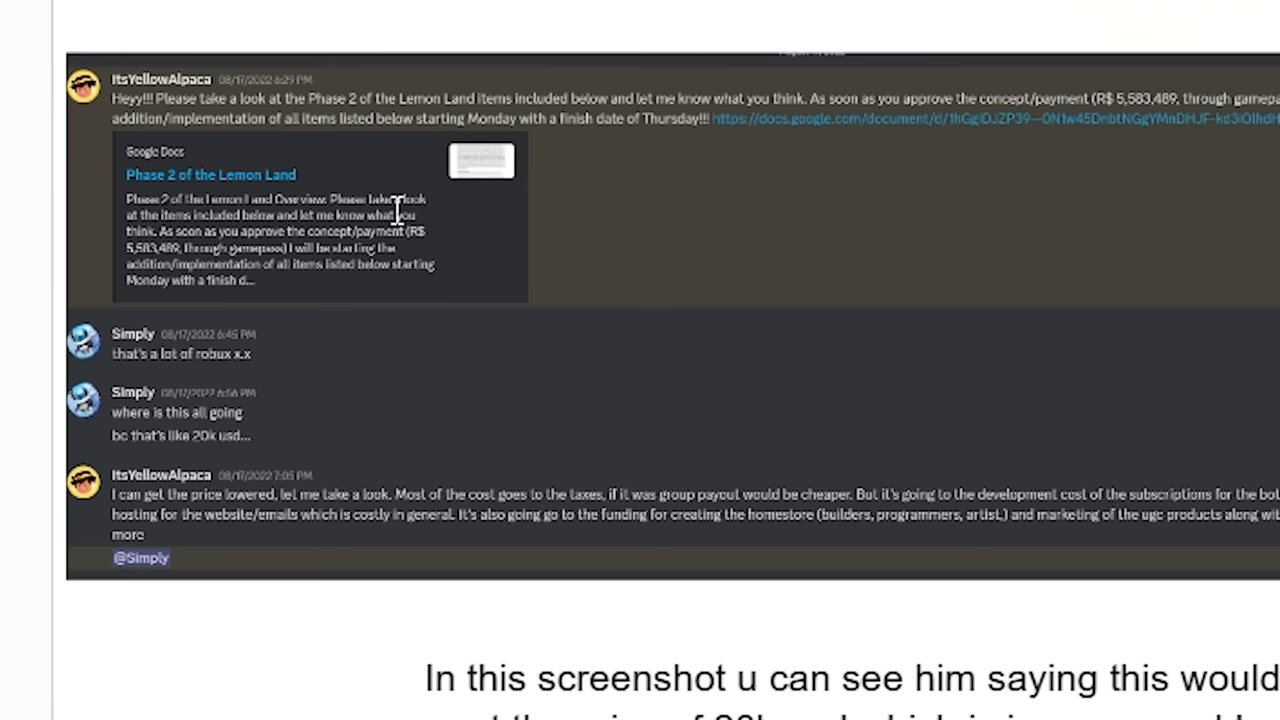 ItsYellowAlpaca 08/17/2022 6:29 PM
Heyy!!! Please take a look at the Phase 2 of the Lemon Land items included below and let me know what you think. As soon as you approve the concept/payment (R$ 5,583,489, through gamepa
addition/implementation of all items listed below starting Monday with a finish date of Thursday!!!
Google Docs
Phase 2 of the Lemon Land
Phase 2 of the Lemon Land Overview: Please take look
at the items included below and let me know what you
think. As soon as you approve the concept/payment (R$
5,583,489, through gamepass) I will be starting the
addition/implementation of all items listed below starting
Monday with a finish d...
Simply 08/17/2022 6:45 PM
that's a lot of robux x.x
Simply 08/17/2022 6:56 PM
where is this all going
bc that's like 20k usd...
ItsYellowAlpaca 08/17/2022 7:05 PM
I can get the price lowered, let me take a look. Most of the cost goes to the taxes, if it was group payout would be cheaper. But it's going to the development cost of the subscriptions for the bot
hosting for the website/emails which is costly in general. It's also going go to the funding for creating the homestore (builders, programmers, artist,) and marketing of the ugc products along wit
more
@Simply
In this screenshot u can see him saying this would